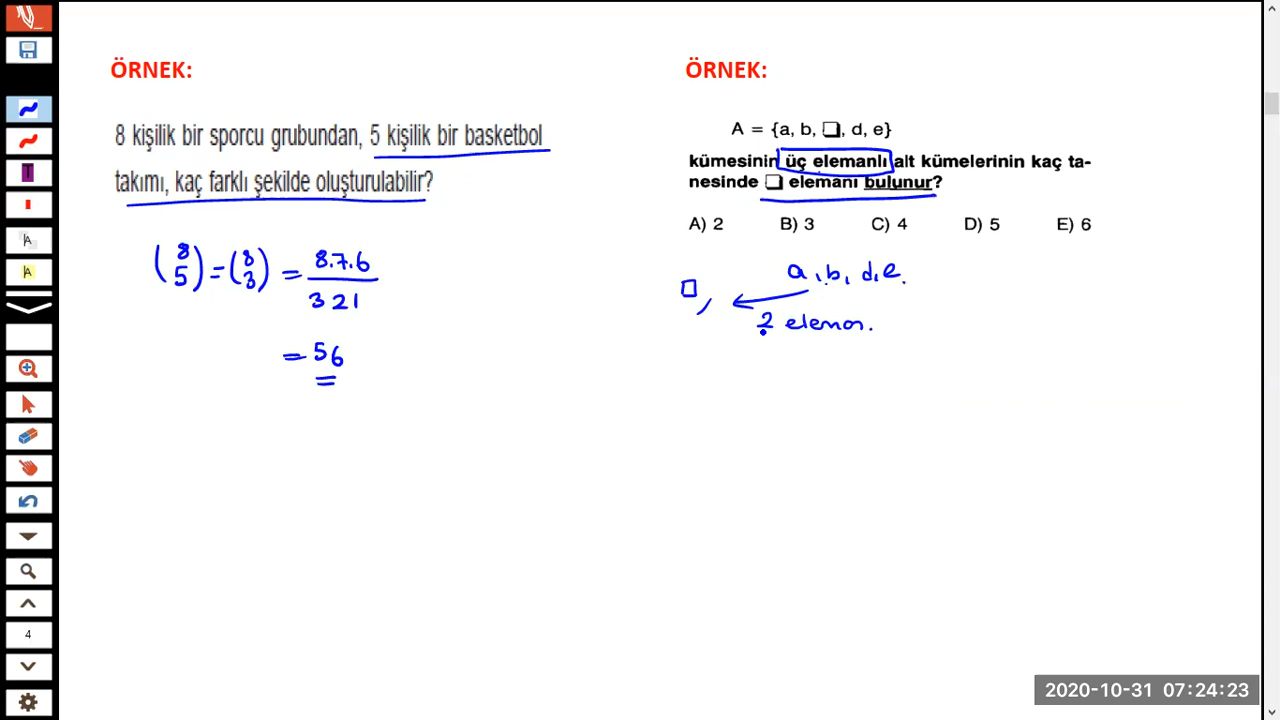 ÖRNEK:
8 kişilik bir sporcu grubundan, 5 kişilik bir basketbol
takımı, kaç farklı şekilde oluşturulabilir?
(8 5) = (8 3) = 8.7.6 / 3 2 1
= 56
ÖRNEK:
A = {a, b, ❑, d, e}
kümesinin üç elemanlı alt kümelerinin kaç ta-
nesinde ❑ elemanı bulunur?
A) 2 B) 3 C) 4 D) 5 E) 6
□, a, b, d, e.
2 eleman.
T
A
A
4
2020-10-31 07:24:23